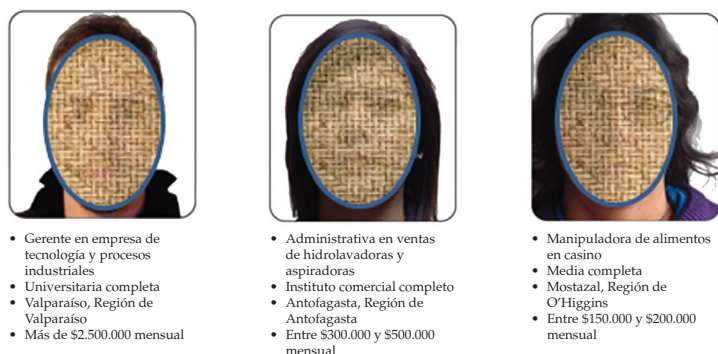 • Gerente en empresa de
tecnología y procesos
industriales
• Universitaria completa
• Valparaíso, Región de
Valparaíso
• Más de $2.500.000 mensual
• Administrativa en ventas
de hidrolavadoras y
aspiradoras
• Instituto comercial completo
• Antofagasta, Región de
Antofagasta
• Entre $300.000 y $500.000
mensual
• Manipuladora de alimentos
en casino
• Media completa
• Mostazal, Región de
O’Higgins
• Entre $150.000 y $200.000
mensual